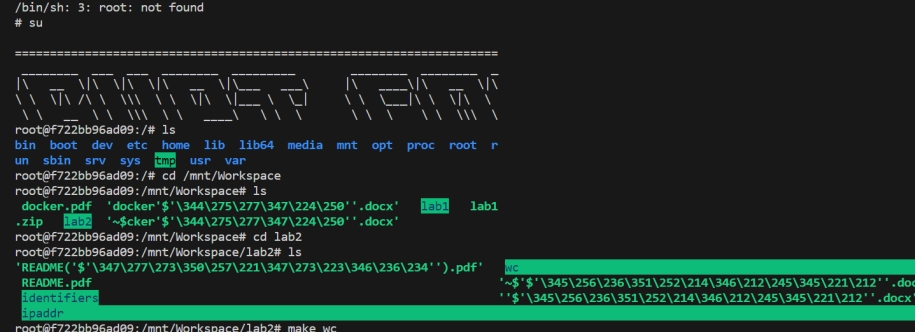 /bin/sh: 3: root: not found
# su
=====================================================================
root@f722bb96ad09:/# ls
bin  boot  dev  etc  home  lib  lib64  media  mnt  opt  proc  root  r
un  sbin  srv  sys  tmp  usr  var
root@f722bb96ad09:/# cd /mnt/Workspace
root@f722bb96ad09:/mnt/Workspace# ls
 docker.pdf  'docker'$'\344\275\277\347\224\250''.docx'   lab1   lab1
.zip   lab2  '~$cker'$'\344\275\277\347\224\250''.docx'
root@f722bb96ad09:/mnt/Workspace# cd lab2
root@f722bb96ad09:/mnt/Workspace/lab2# ls
'README('$'\347\277\273\350\257\221\347\273\223\346\236\234'').pdf'   wc
 README.pdf   '~$'$'\345\256\236\351\252\214\346\212\245\345\221\212''.doc
 identifiers   ''$'\345\256\236\351\252\214\346\212\245\345\221\212''.docx'
 ipaddr
root@f722bb96ad09:/mnt/Workspace/lab2# make wc